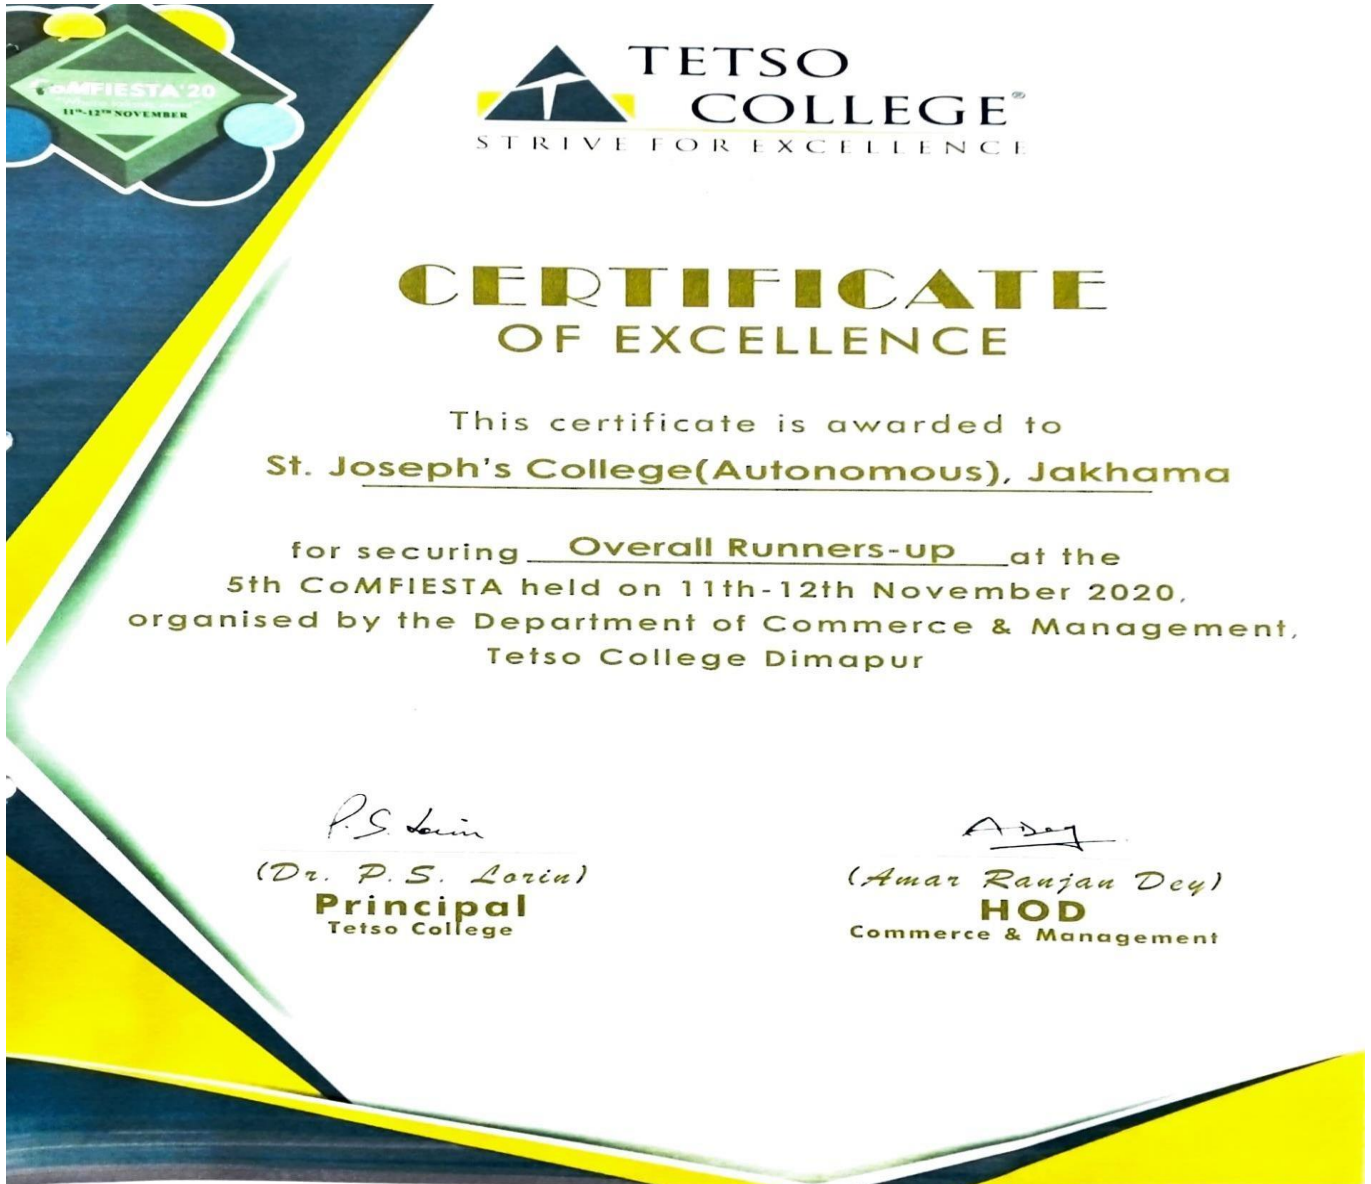 CoMFIESTA'20
11th-12th NOVEMBER
TETSO
COLLEGE®
STRIVE FOR EXCELLENCE
CERTIFICATE
OF EXCELLENCE
This certificate is awarded to
St. Joseph's College(Autonomous), Jakhama
for securing Overall Runners-up at the
5th CoMFIESTA held on 11th-12th November 2020,
organised by the Department of Commerce & Management,
Tetso College Dimapur
P.S. Lorin
A Dey
(Dr. P. S. Lorin)
(Amar Ranjan Dey)
Principal
HOD
Tetso College
Commerce & Management